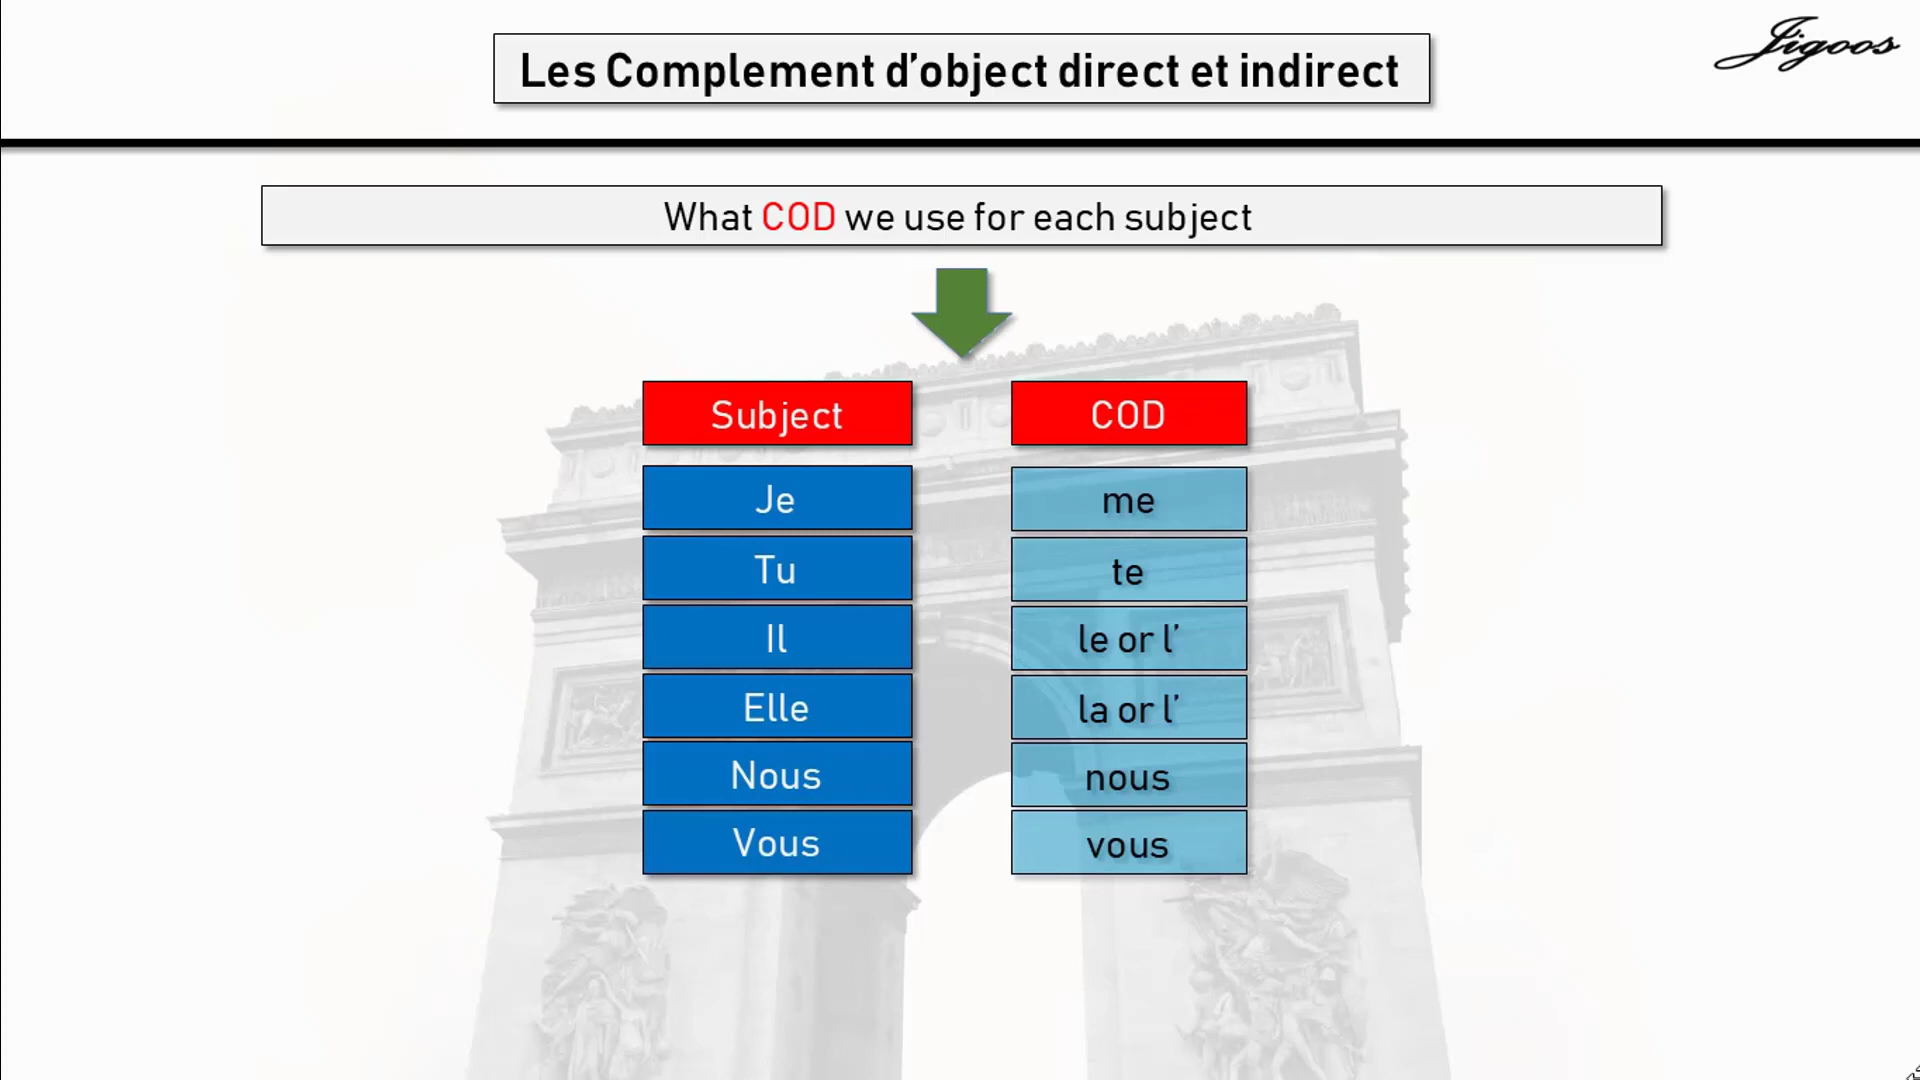 Les Complement d’object direct et indirect
Jigoos
What COD we use for each subject
Subject COD
Je me
Tu te
Il le or l’
Elle la or l’
Nous nous
Vous vous